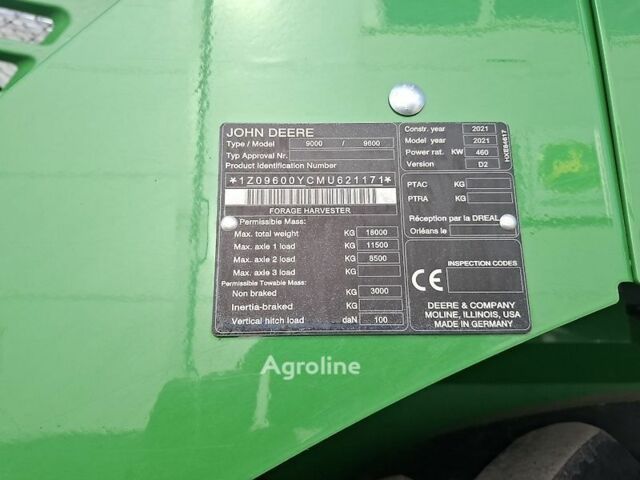 JOHN DEERE
Type / Model 9000 / 9600
Typ Approval Nr.
Product Identification Number
*1Z09600YCMU621171*
FORAGE HARVESTER
Permissible Mass:
Max. total weight KG 18000
Max. axle 1 load KG 11500
Max. axle 2 load KG 8500
Max. axle 3 load KG
Permissible Towable Mass:
Non braked KG 3000
Inertia-braked KG
Vertical hitch load daN 100
Constr. year 2021
Model year 2021
Power rat. KW 460
Version D2
PTAC KG
PTRA KG
Réception par la DREAL
Orléans le
CE
INSPECTION CODES
DEERE & COMPANY
MOLINE, ILLINOIS, USA
MADE IN GERMANY
HXE84617
Agroline